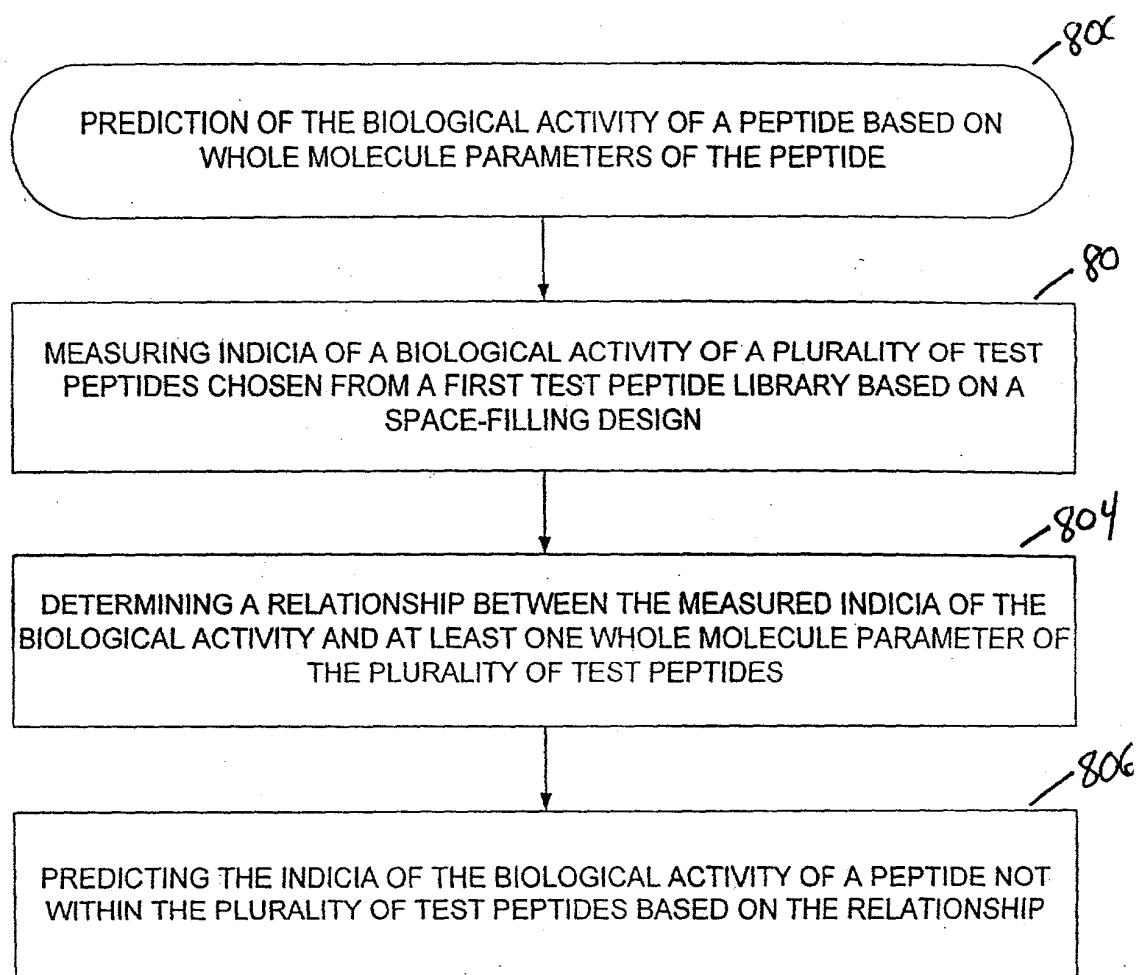 800
PREDICTION OF THE BIOLOGICAL ACTIVITY OF A PEPTIDE BASED ON
WHOLE MOLECULE PARAMETERS OF THE PEPTIDE
80
MEASURING INDICIA OF A BIOLOGICAL ACTIVITY OF A PLURALITY OF TEST
PEPTIDES CHOSEN FROM A FIRST TEST PEPTIDE LIBRARY BASED ON A
SPACE-FILLING DESIGN
804
DETERMINING A RELATIONSHIP BETWEEN THE MEASURED INDICIA OF THE
BIOLOGICAL ACTIVITY AND AT LEAST ONE WHOLE MOLECULE PARAMETER OF
THE PLURALITY OF TEST PEPTIDES
806
PREDICTING THE INDICIA OF THE BIOLOGICAL ACTIVITY OF A PEPTIDE NOT
WITHIN THE PLURALITY OF TEST PEPTIDES BASED ON THE RELATIONSHIP